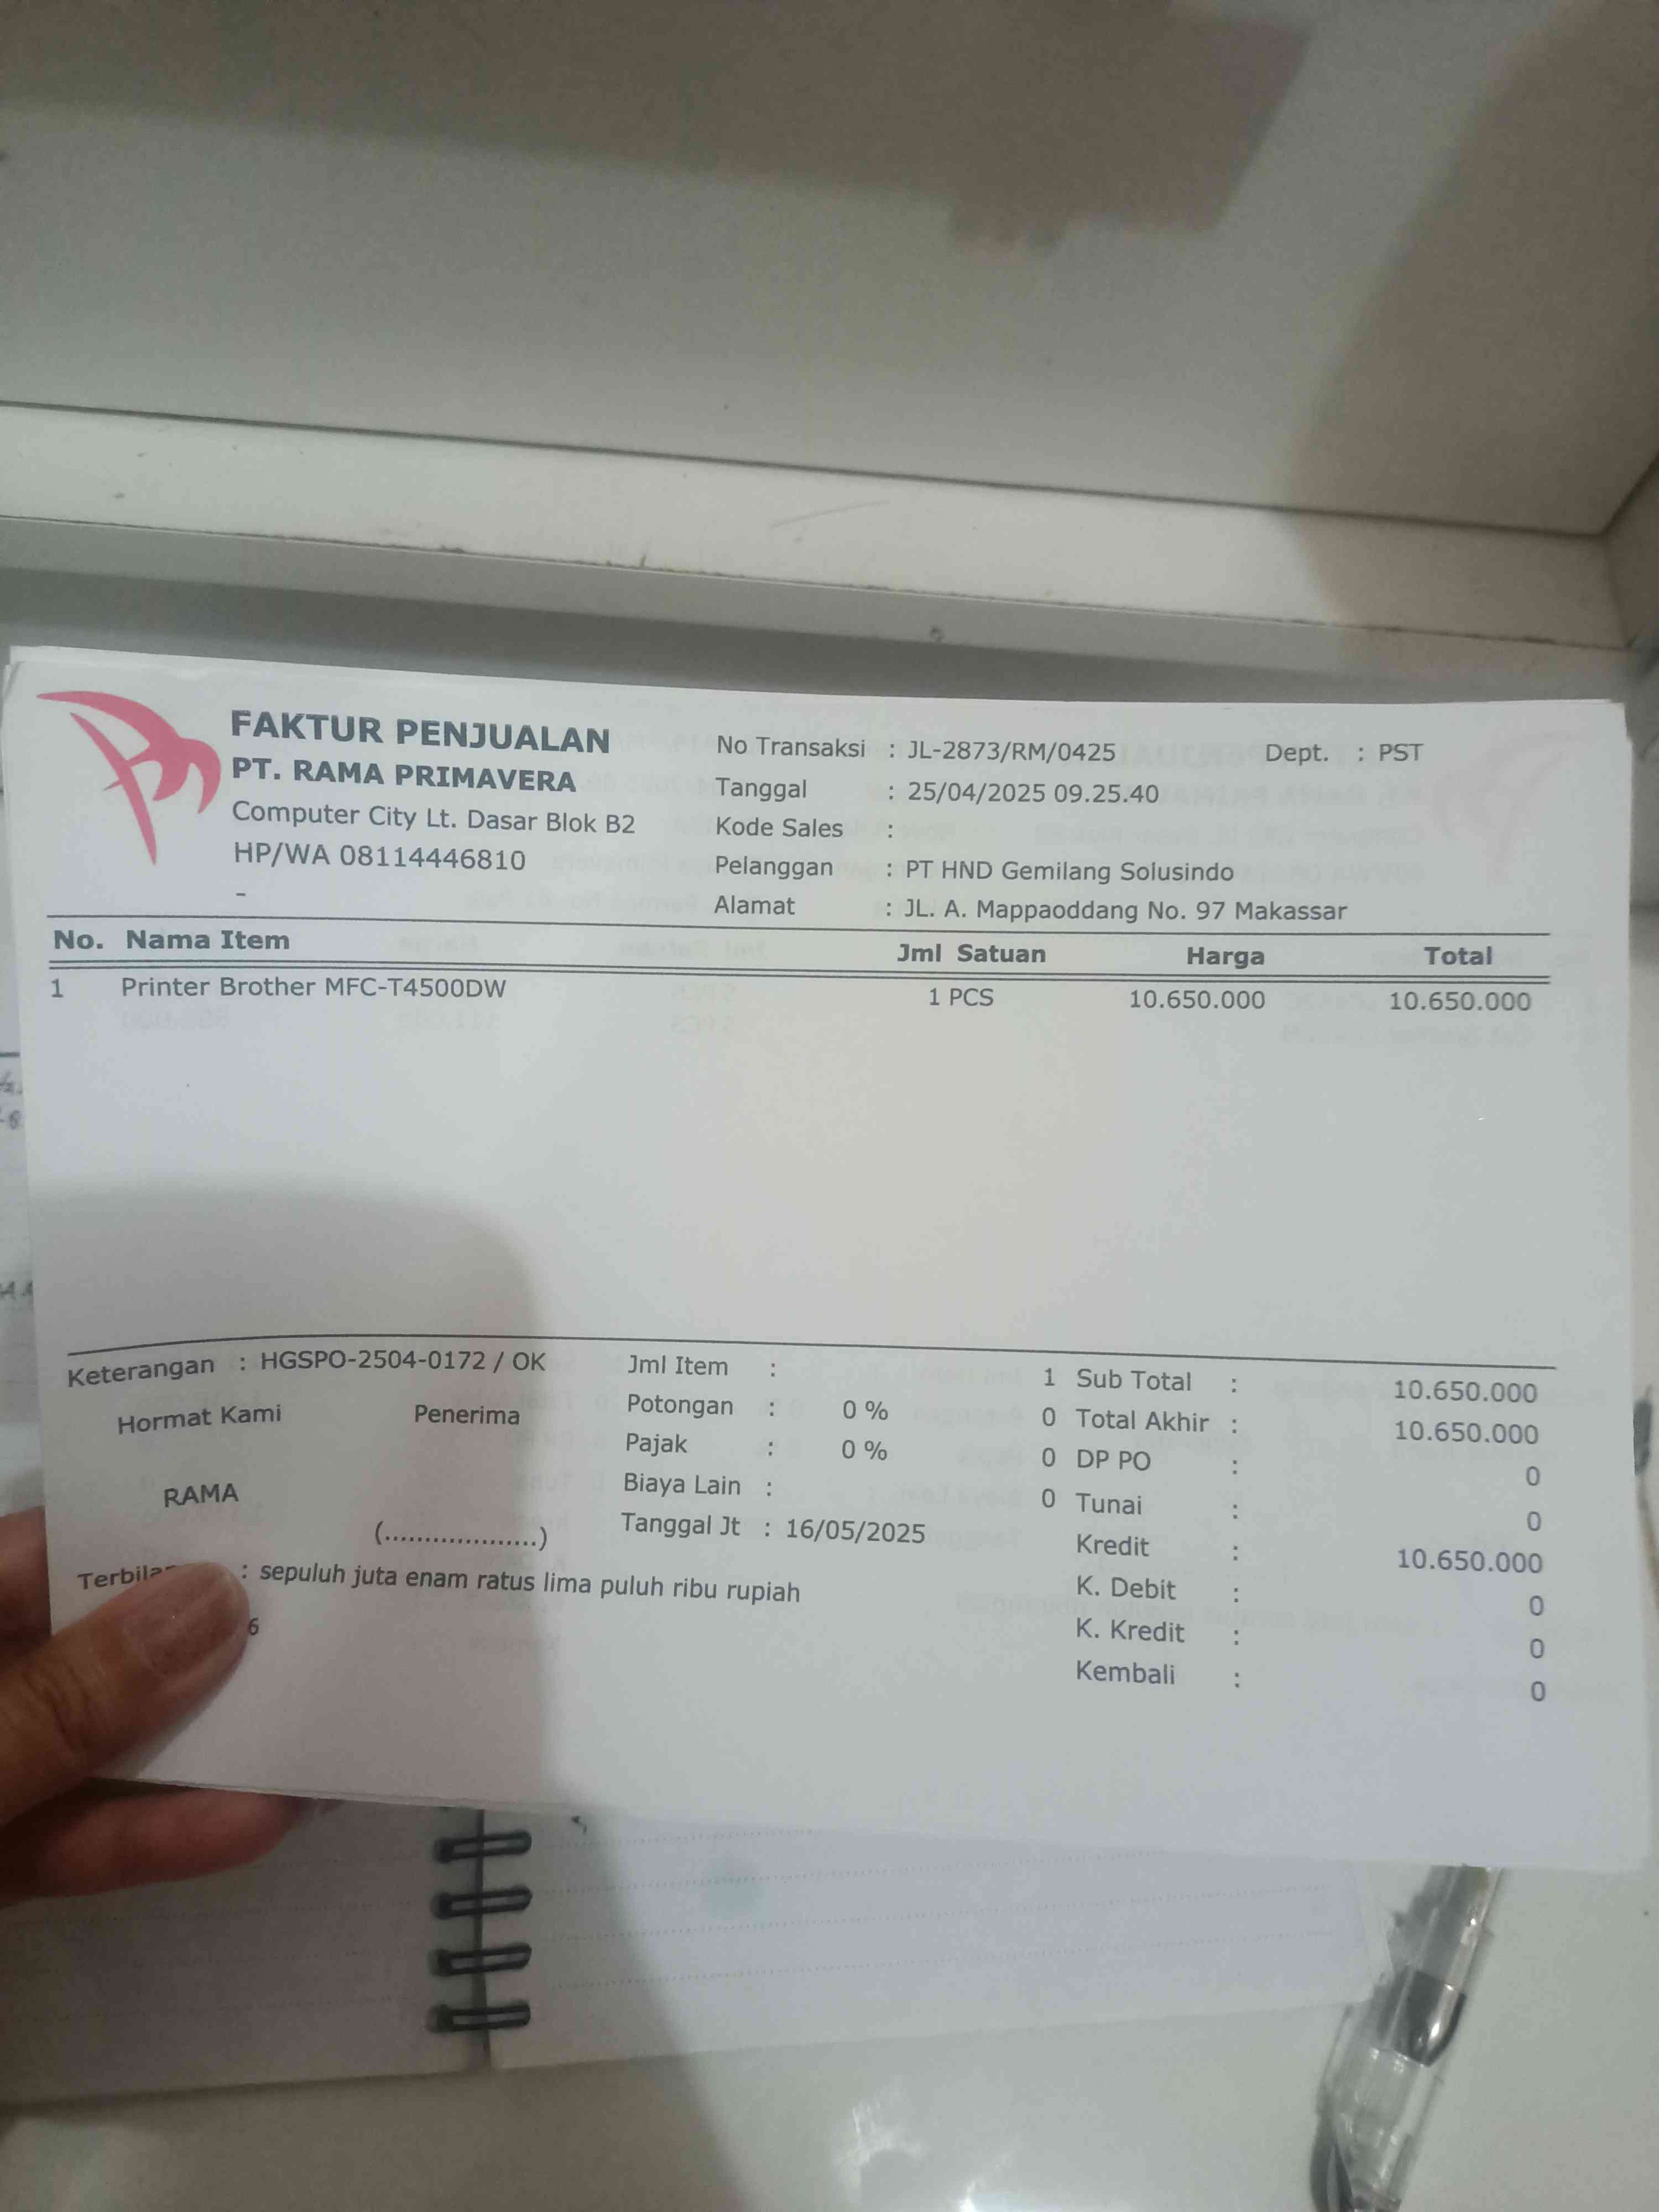 FAKTUR PENJUALAN
PT. RAMA PRIMAVERA
Computer City Lt. Dasar Blok B2
HP/WA 08114446810
-
No Transaksi : JL-2873/RM/0425 Dept. : PST
Tanggal : 25/04/2025 09.25.40
Kode Sales :
Pelanggan : PT HND Gemilang Solusindo
Alamat : JL. A. Mappaoddang No. 97 Makassar
No. Nama Item Jml Satuan Harga Total
1 Printer Brother MFC-T4500DW 1 PCS 10.650.000 10.650.000
Keterangan : HGSPO-2504-0172 / OK
Hormat Kami Penerima
RAMA
(...................)
Jml Item : 1
Potongan : 0 % 0
Pajak : 0 % 0
Biaya Lain : 0
Tanggal Jt : 16/05/2025
Sub Total : 10.650.000
Total Akhir : 10.650.000
DP PO : 0
Tunai : 0
Kredit : 10.650.000
K. Debit : 0
K. Kredit : 0
Kembali : 0
: sepuluh juta enam ratus lima puluh ribu rupiah